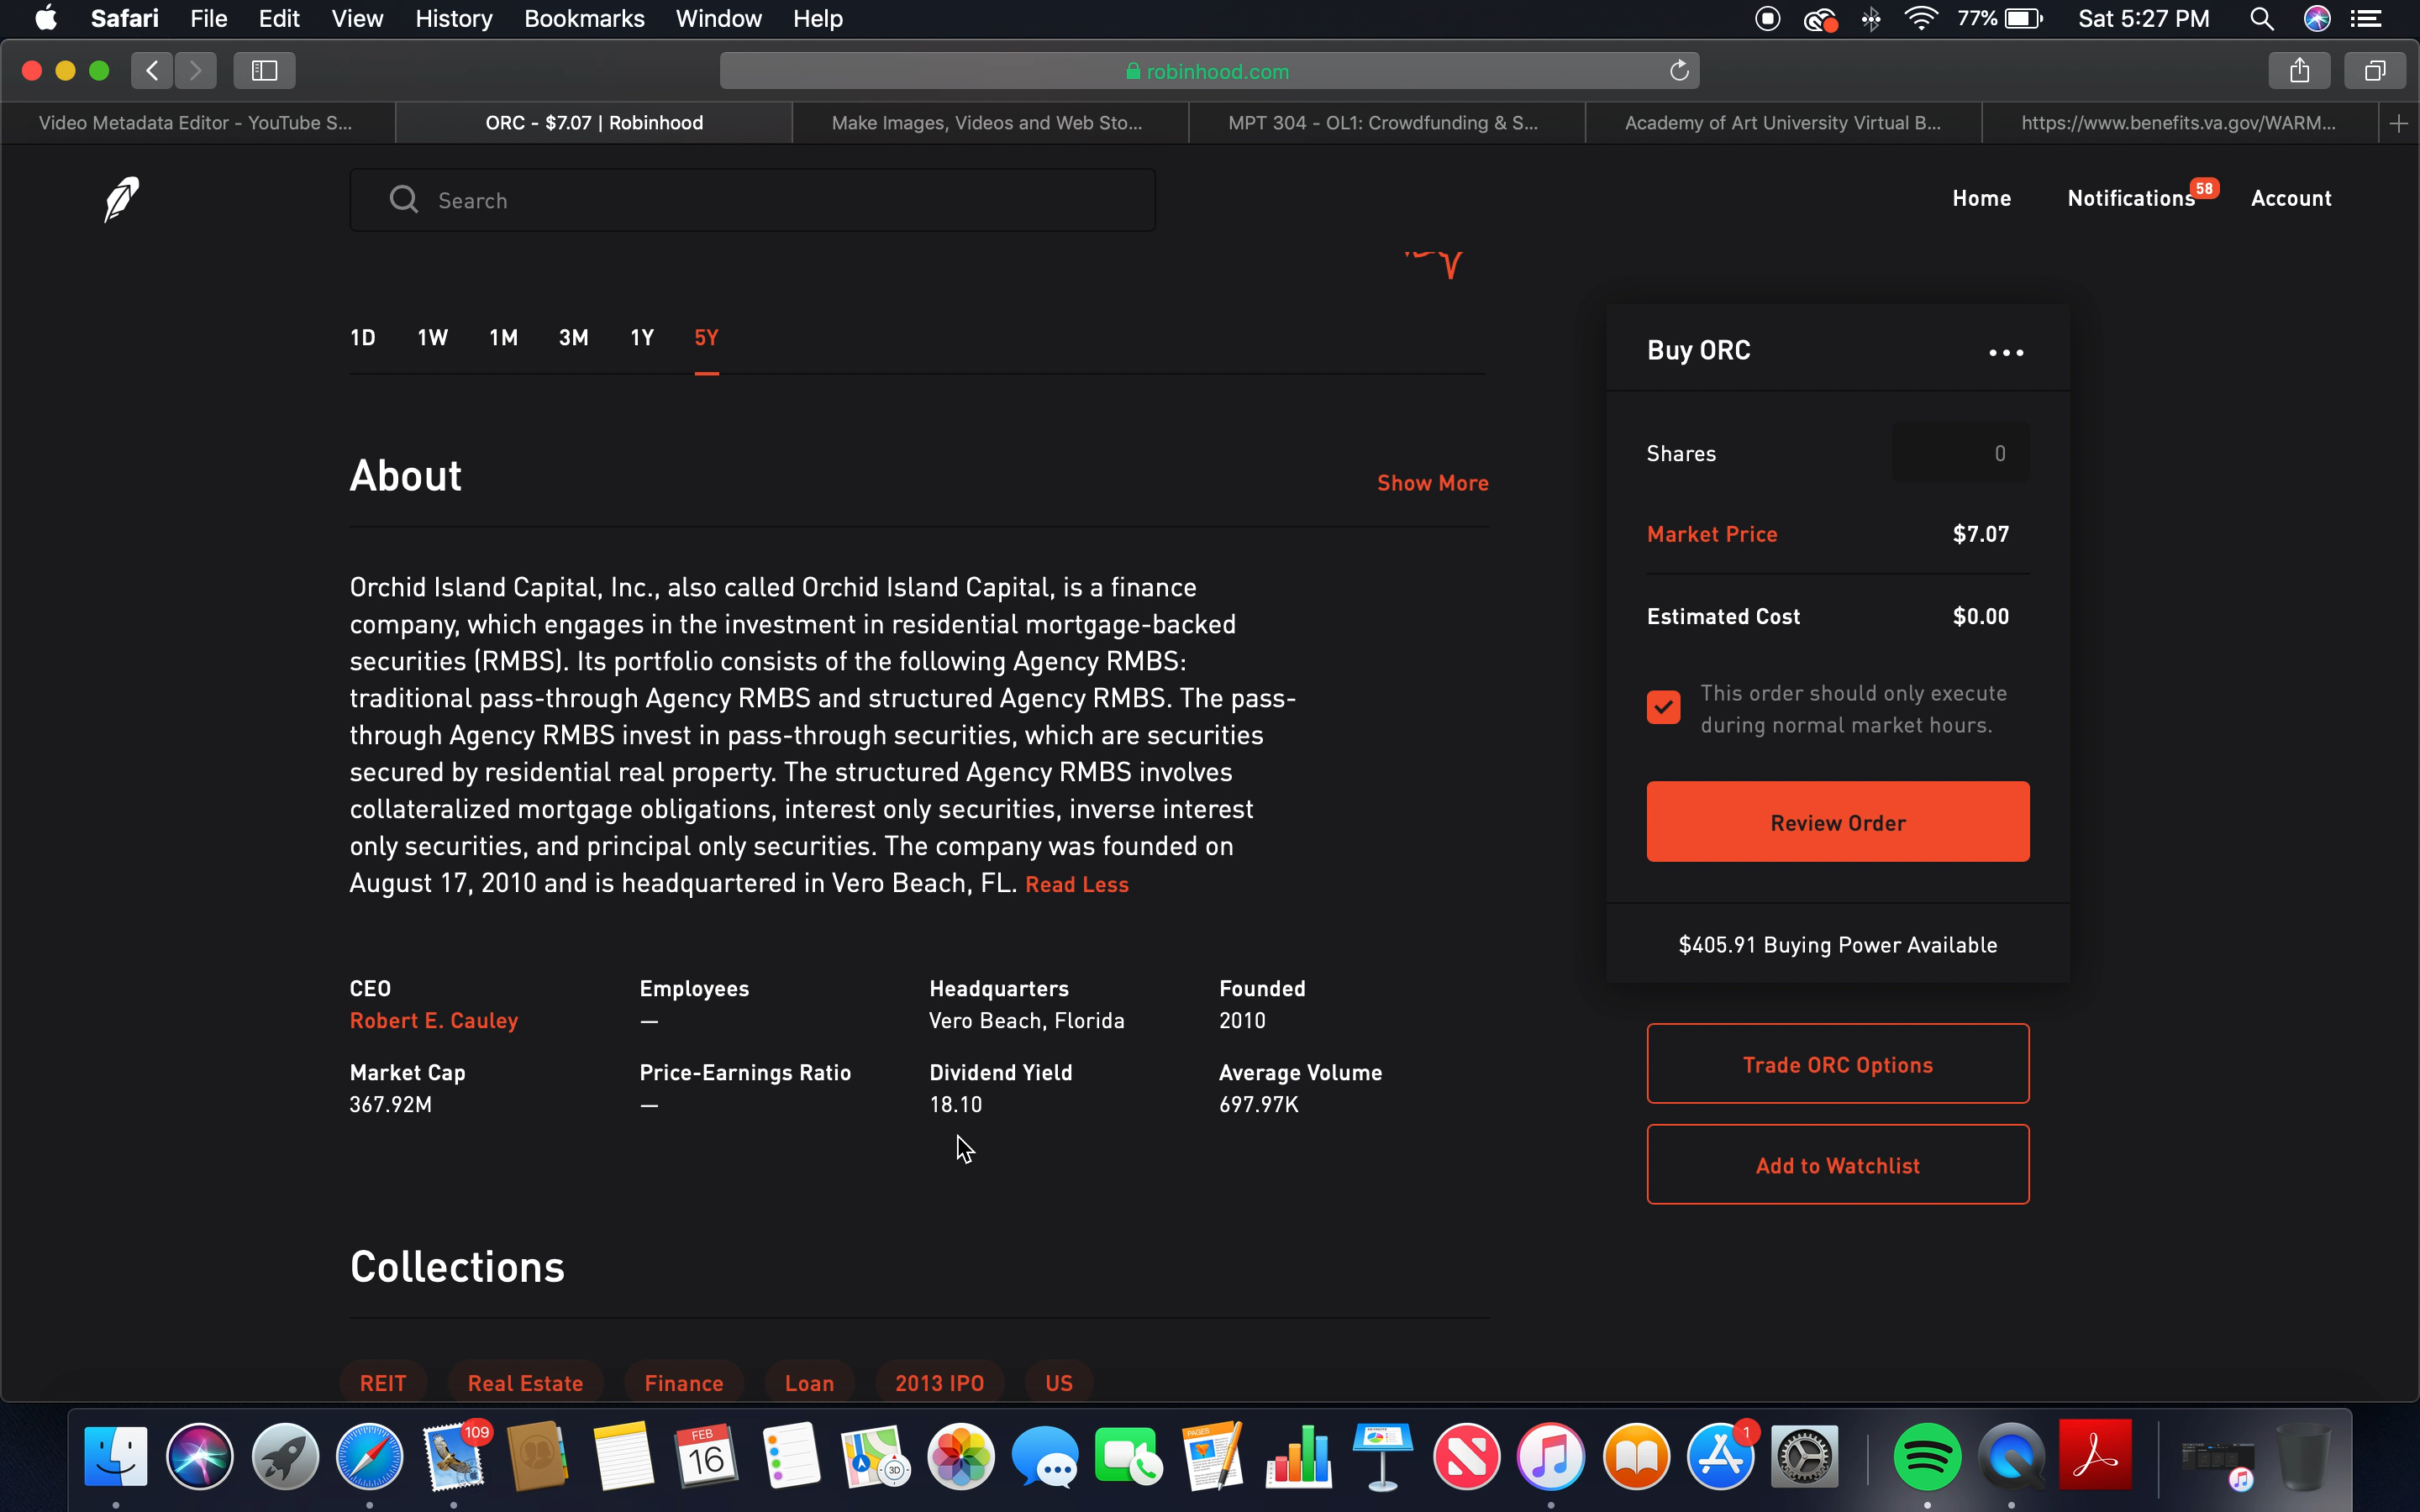 Safari File Edit View History Bookmarks Window Help 77% Sat 5:27 PM
robinhood.com
Video Metadata Editor - YouTube S... ORC - $7.07 | Robinhood Make Images, Videos and Web Sto... MPT 304 - OL1: Crowdfunding & S... Academy of Art University Virtual B... https://www.benefits.va.gov/WARM...
Search
Home Notifications 58 Account
1D 1W 1M 3M 1Y 5Y
About
Show More
Orchid Island Capital, Inc., also called Orchid Island Capital, is a finance
company, which engages in the investment in residential mortgage-backed
securities (RMBS). Its portfolio consists of the following Agency RMBS:
traditional pass-through Agency RMBS and structured Agency RMBS. The pass-
through Agency RMBS invest in pass-through securities, which are securities
secured by residential real property. The structured Agency RMBS involves
collateralized mortgage obligations, interest only securities, inverse interest
only securities, and principal only securities. The company was founded on
August 17, 2010 and is headquartered in Vero Beach, FL. Read Less
CEO Employees Headquarters Founded
Robert E. Cauley — Vero Beach, Florida 2010
Market Cap Price-Earnings Ratio Dividend Yield Average Volume
367.92M — 18.10 697.97K
Collections
REIT Real Estate Finance Loan 2013 IPO US
Buy ORC
Shares 0
Market Price $7.07
Estimated Cost $0.00
This order should only execute
during normal market hours.
Review Order
$405.91 Buying Power Available
Trade ORC Options
Add to Watchlist
109
FEB
16
3D
PAGES
1